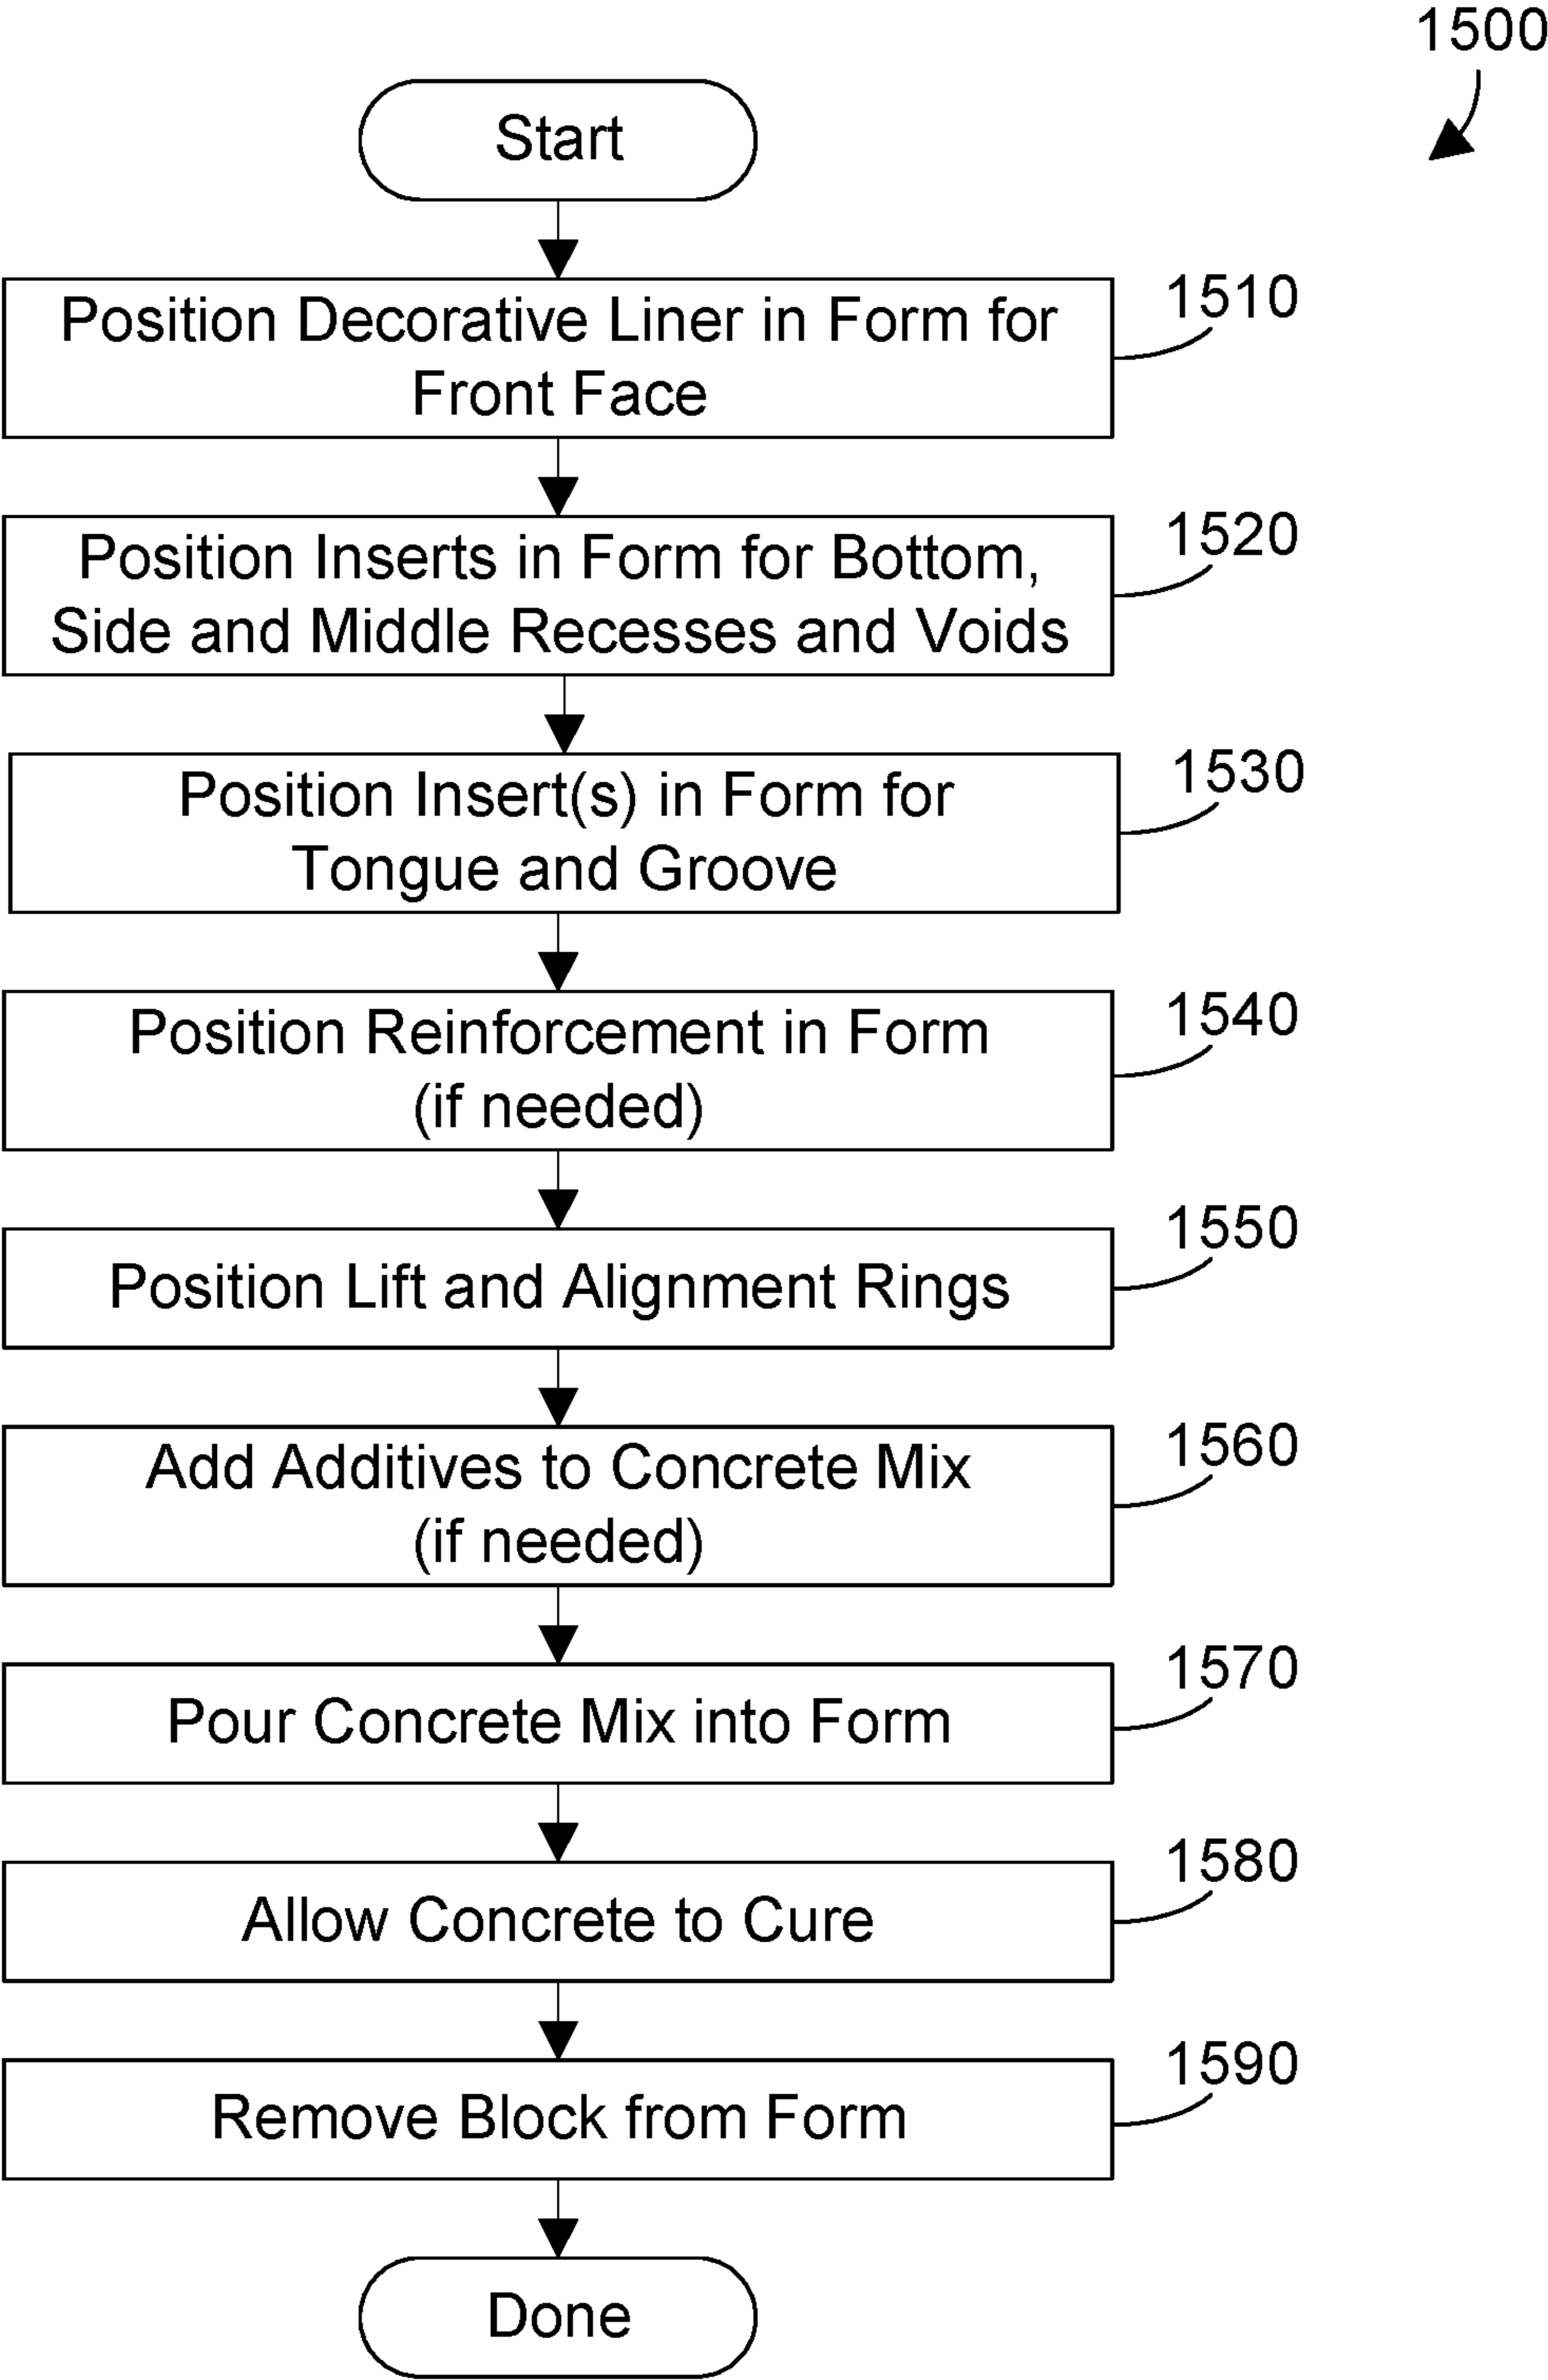 1500
Start
Position Decorative Liner in Form for
Front Face
1510
Position Inserts in Form for Bottom,
Side and Middle Recesses and Voids
1520
Position Insert(s) in Form for
Tongue and Groove
1530
Position Reinforcement in Form
(if needed)
1540
Position Lift and Alignment Rings
1550
Add Additives to Concrete Mix
(if needed)
1560
Pour Concrete Mix into Form
1570
Allow Concrete to Cure
1580
Remove Block from Form
1590
Done